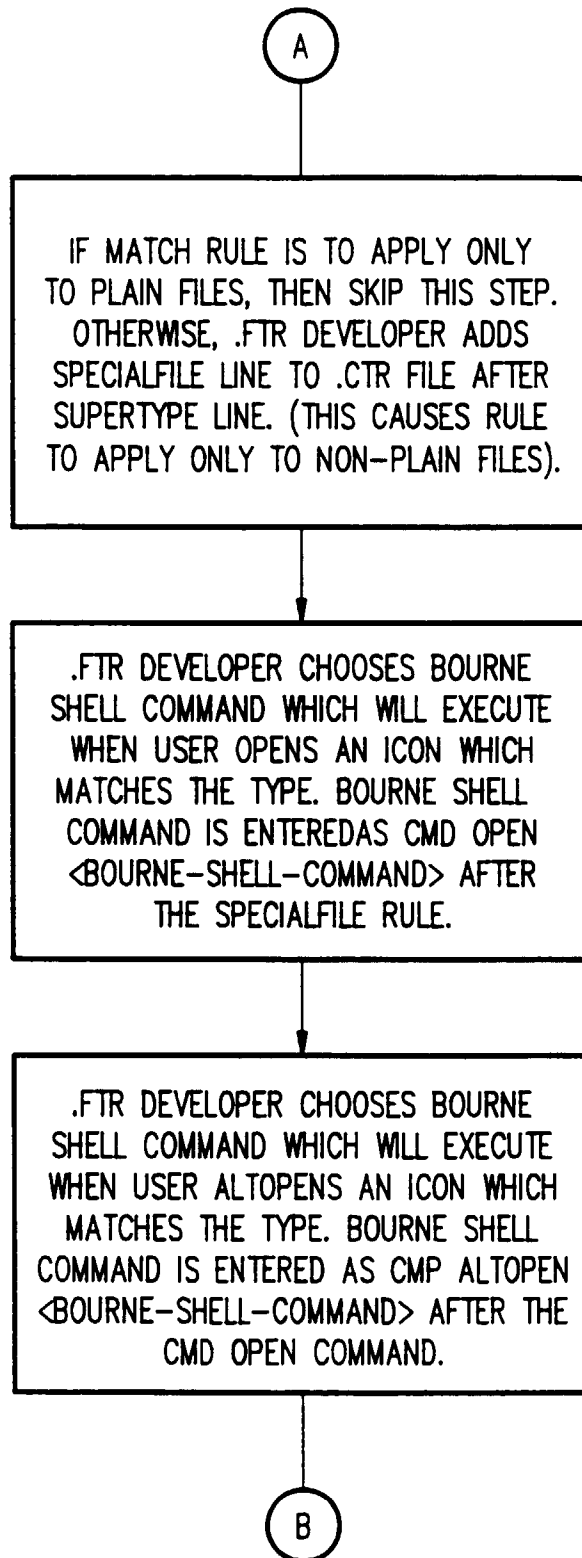 A
IF MATCH RULE IS TO APPLY ONLY
TO PLAIN FILES, THEN SKIP THIS STEP.
OTHERWISE, .FTR DEVELOPER ADDS
SPECIALFILE LINE TO .CTR FILE AFTER
SUPERTYPE LINE. (THIS CAUSES RULE
TO APPLY ONLY TO NON-PLAIN FILES).
.FTR DEVELOPER CHOOSES BOURNE
SHELL COMMAND WHICH WILL EXECUTE
WHEN USER OPENS AN ICON WHICH
MATCHES THE TYPE. BOURNE SHELL
COMMAND IS ENTEREDAS CMD OPEN
<BOURNE-SHELL-COMMAND> AFTER
THE SPECIALFILE RULE.
.FTR DEVELOPER CHOOSES BOURNE
SHELL COMMAND WHICH WILL EXECUTE
WHEN USER ALTOPENS AN ICON WHICH
MATCHES THE TYPE. BOURNE SHELL
COMMAND IS ENTERED AS CMP ALTOPEN
<BOURNE-SHELL-COMMAND> AFTER THE
CMD OPEN COMMAND.
B